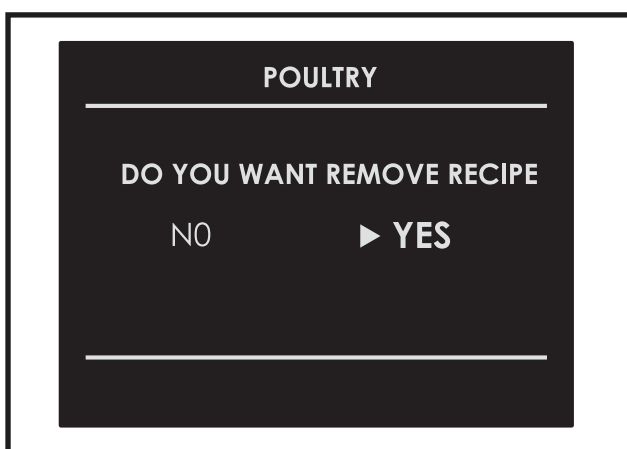 POULTRY
DO YOU WANT REMOVE RECIPE
N0 ▶ YES